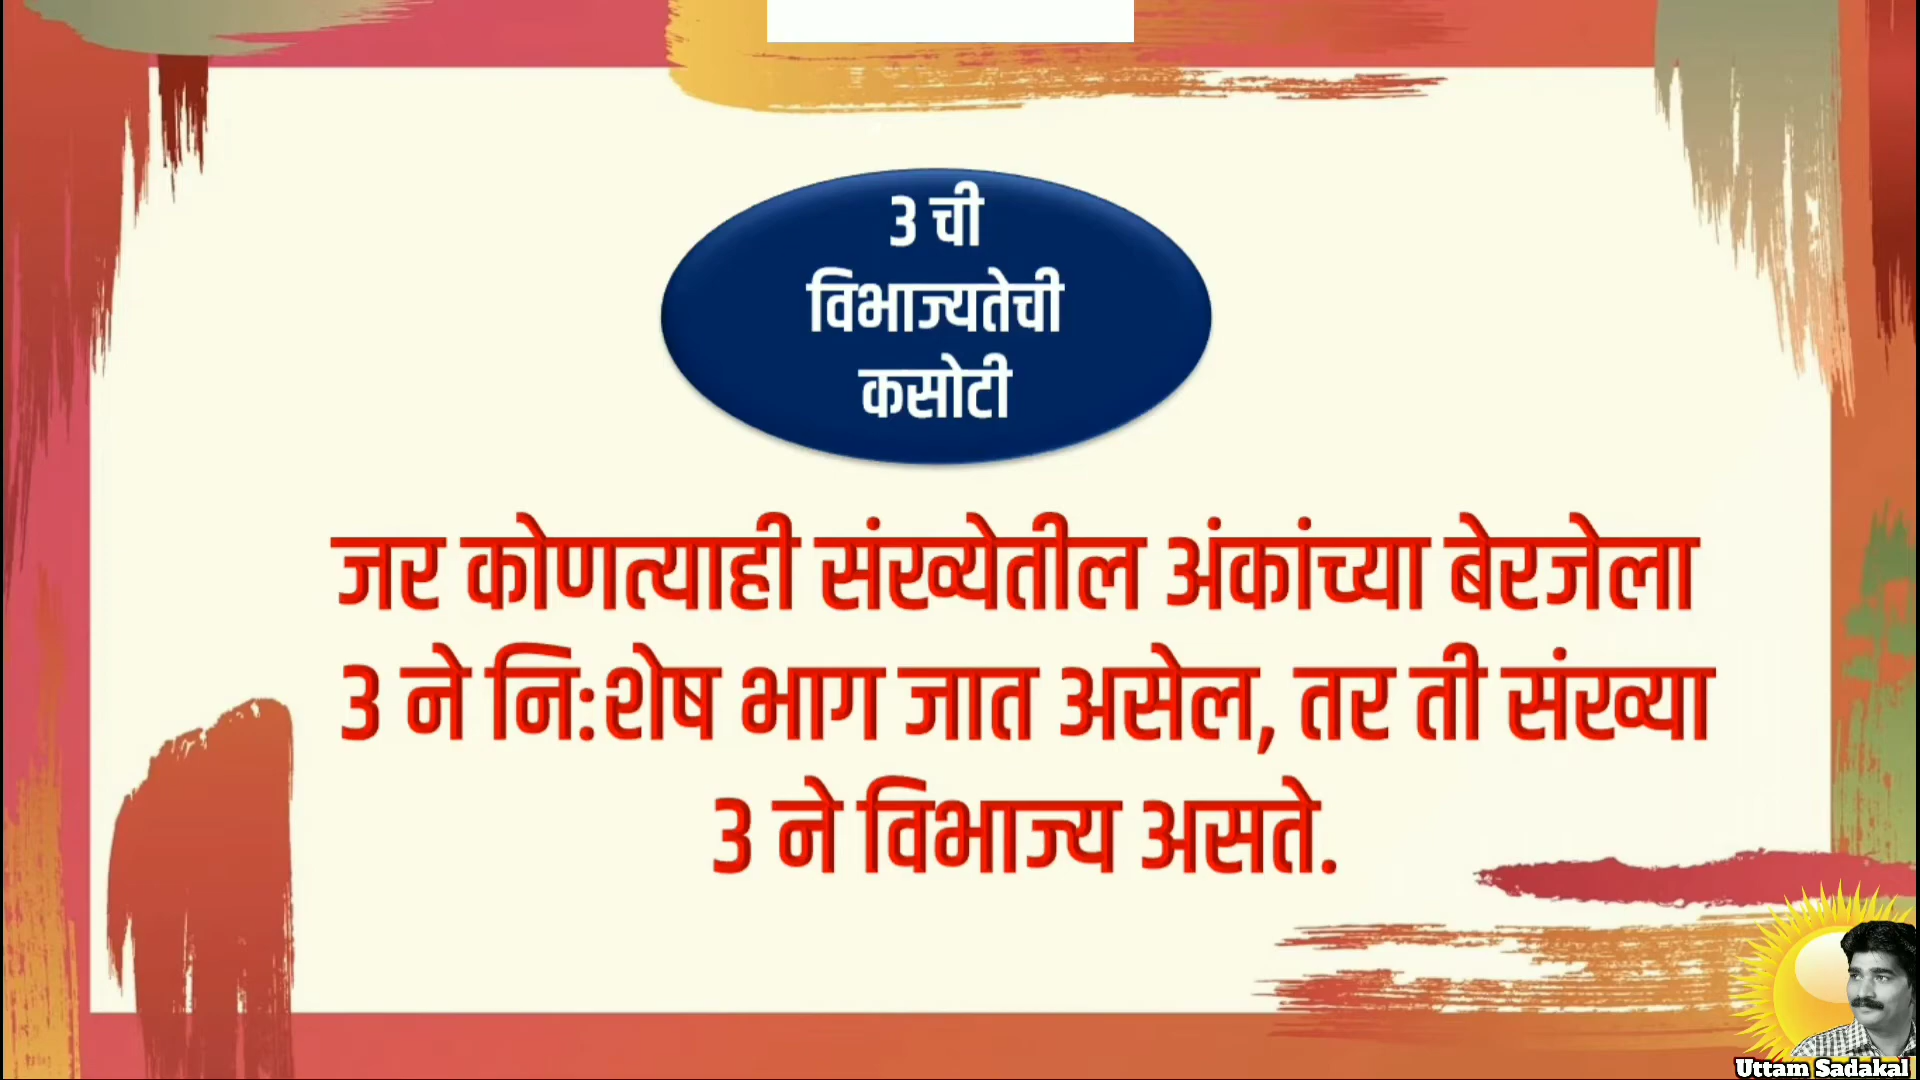 3 ची
विभाज्यतेची
कसोटी
जर कोणत्याही संख्येतील अंकांच्या बेरजेला
3 ने नि:शेष भाग जात असेल, तर ती संख्या
3 ने विभाज्य असते.
Uttam Sadakal